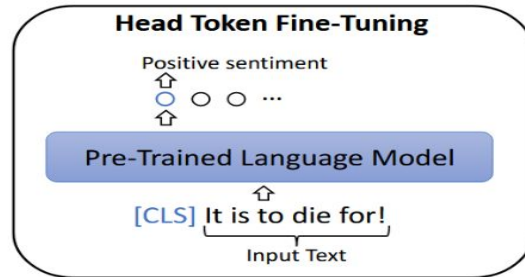 Head Token Fine-Tuning
Positive sentiment
...
Pre-Trained Language Model
[CLS] It is to die for!
Input Text